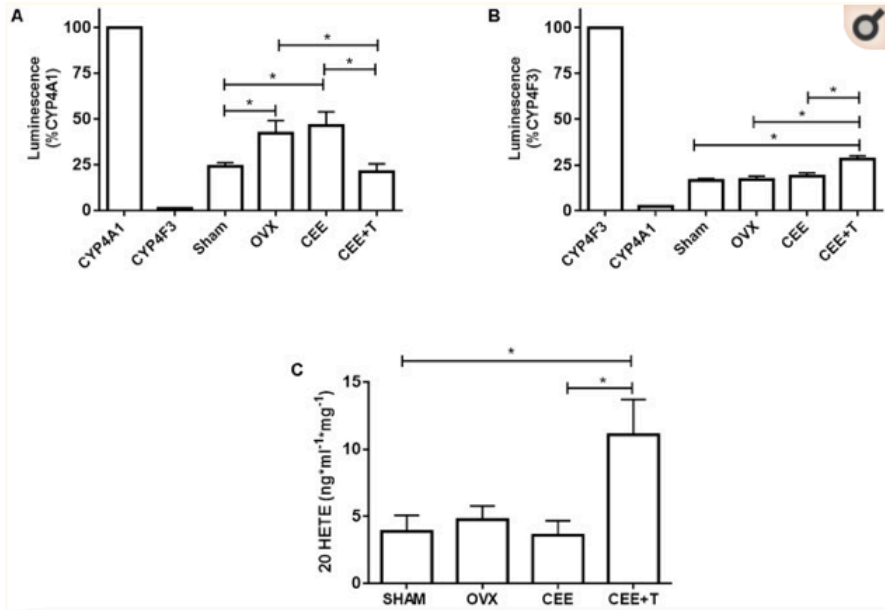 A
Luminescence
(%CYP4A1)
100
75
50
25
0
*
*
*
*
CYP4A1
CYP4F3
Sham
OVX
CEE
CEE+T
B
Luminescence
(%CYP4F3)
100
75
50
25
0
*
*
*
CYP4F3
CYP4A1
Sham
OVX
CEE
CEE+T
C
20 HETE (ng*ml⁻¹*mg⁻¹)
15
10
5
0
*
*
SHAM
OVX
CEE
CEE+T